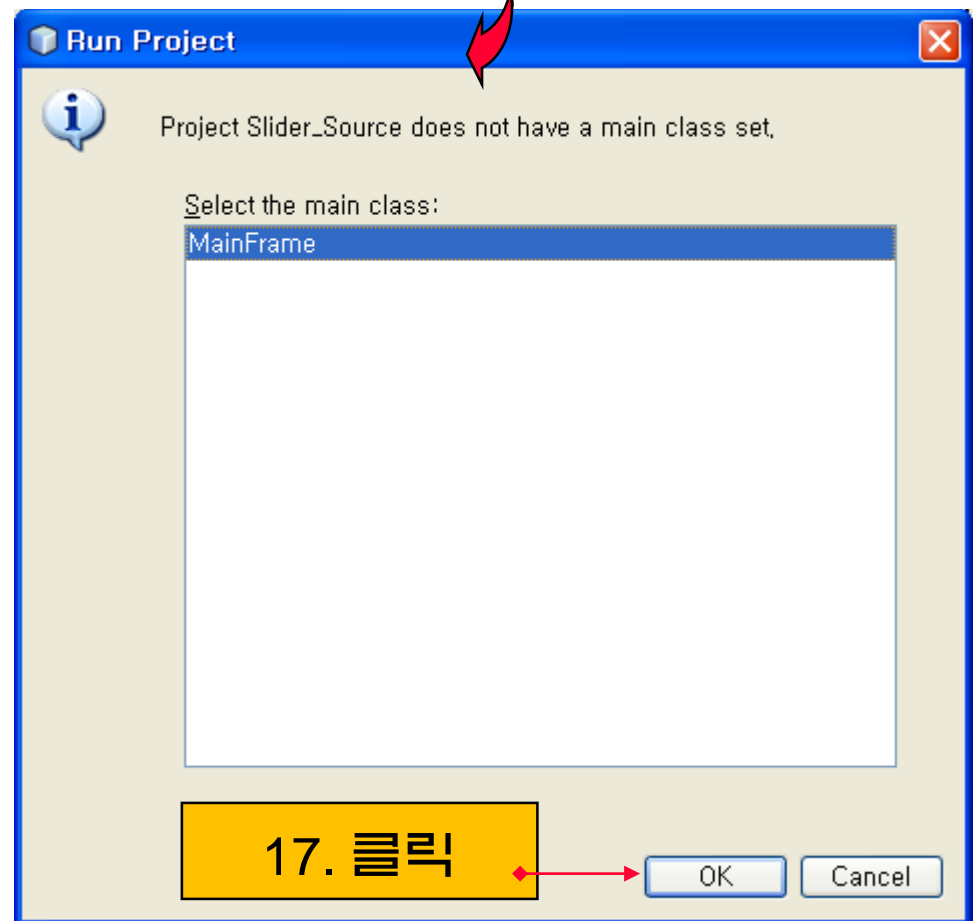 Run Project
Project Slider_Source does not have a main class set,
Select the main class:
MainFrame
17. 클릭
OK Cancel